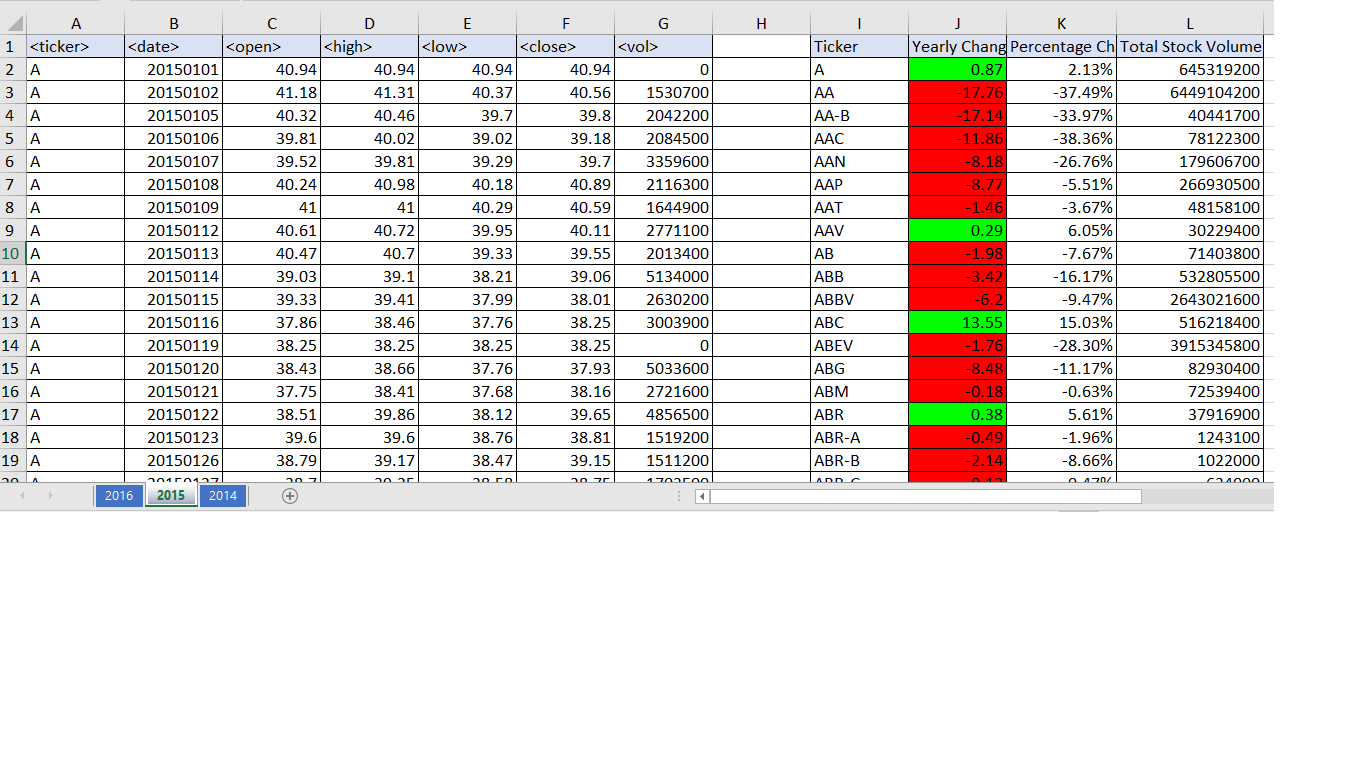 A B C D E F G H I J K L
1 <ticker> <date> <open> <high> <low> <close> <vol> Ticker Yearly Chang Percentage Ch Total Stock Volume
2 A 20150101 40.94 40.94 40.94 40.94 0 A 0.87 2.13% 645319200
3 A 20150102 41.18 41.31 40.37 40.56 1530700 AA -17.76 -37.49% 6449104200
4 A 20150105 40.32 40.46 39.7 39.8 2042200 AA-B -17.14 -33.97% 40441700
5 A 20150106 39.81 40.02 39.02 39.18 2084500 AAC -11.86 -38.36% 78122300
6 A 20150107 39.52 39.81 39.29 39.7 3359600 AAN -8.18 -26.76% 179606700
7 A 20150108 40.24 40.98 40.18 40.89 2116300 AAP -8.77 -5.51% 266930500
8 A 20150109 41 41 40.29 40.59 1644900 AAT -1.46 -3.67% 48158100
9 A 20150112 40.61 40.72 39.95 40.11 2771100 AAV 0.29 6.05% 30229400
10 A 20150113 40.47 40.7 39.33 39.55 2013400 AB -1.98 -7.67% 71403800
11 A 20150114 39.03 39.1 38.21 39.06 5134000 ABB -3.42 -16.17% 532805500
12 A 20150115 39.33 39.41 37.99 38.01 2630200 ABBV -6.2 -9.47% 2643021600
13 A 20150116 37.86 38.46 37.76 38.25 3003900 ABC 13.55 15.03% 516218400
14 A 20150119 38.25 38.25 38.25 38.25 0 ABEV -1.76 -28.30% 3915345800
15 A 20150120 38.43 38.66 37.76 37.93 5033600 ABG -8.48 -11.17% 82930400
16 A 20150121 37.75 38.41 37.68 38.16 2721600 ABM -0.18 -0.63% 72539400
17 A 20150122 38.51 39.86 38.12 39.65 4856500 ABR 0.38 5.61% 37916900
18 A 20150123 39.6 39.6 38.76 38.81 1519200 ABR-A -0.49 -1.96% 1243100
19 A 20150126 38.79 39.17 38.47 39.15 1511200 ABR-B -2.14 -8.66% 1022000
2016 2015 2014